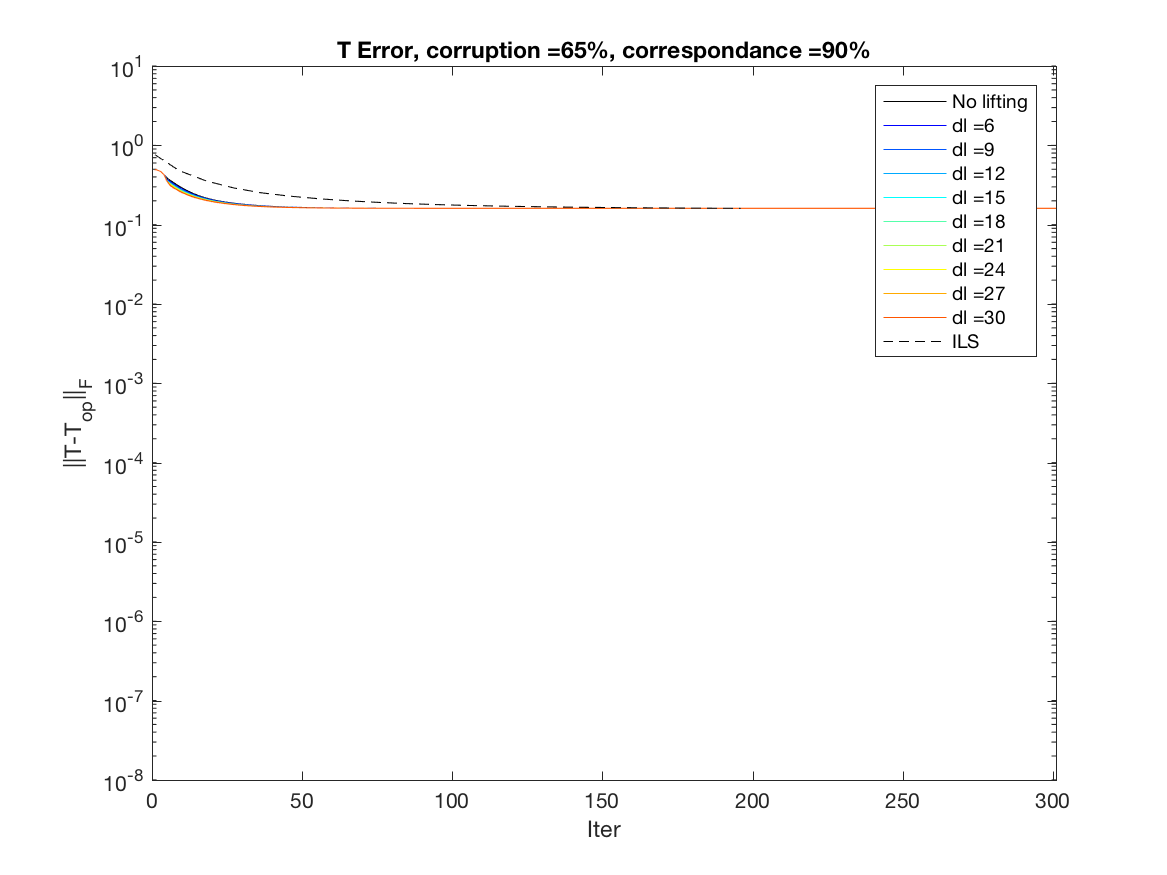 T Error, corruption =65%, correspondance =90%
10^1
10^0
10^-1
10^-2
10^-3
10^-4
10^-5
10^-6
10^-7
10^-8
||T-T_op||_F
No lifting
dl =6
dl =9
dl =12
dl =15
dl =18
dl =21
dl =24
dl =27
dl =30
ILS
0 50 100 150 200 250 300
Iter